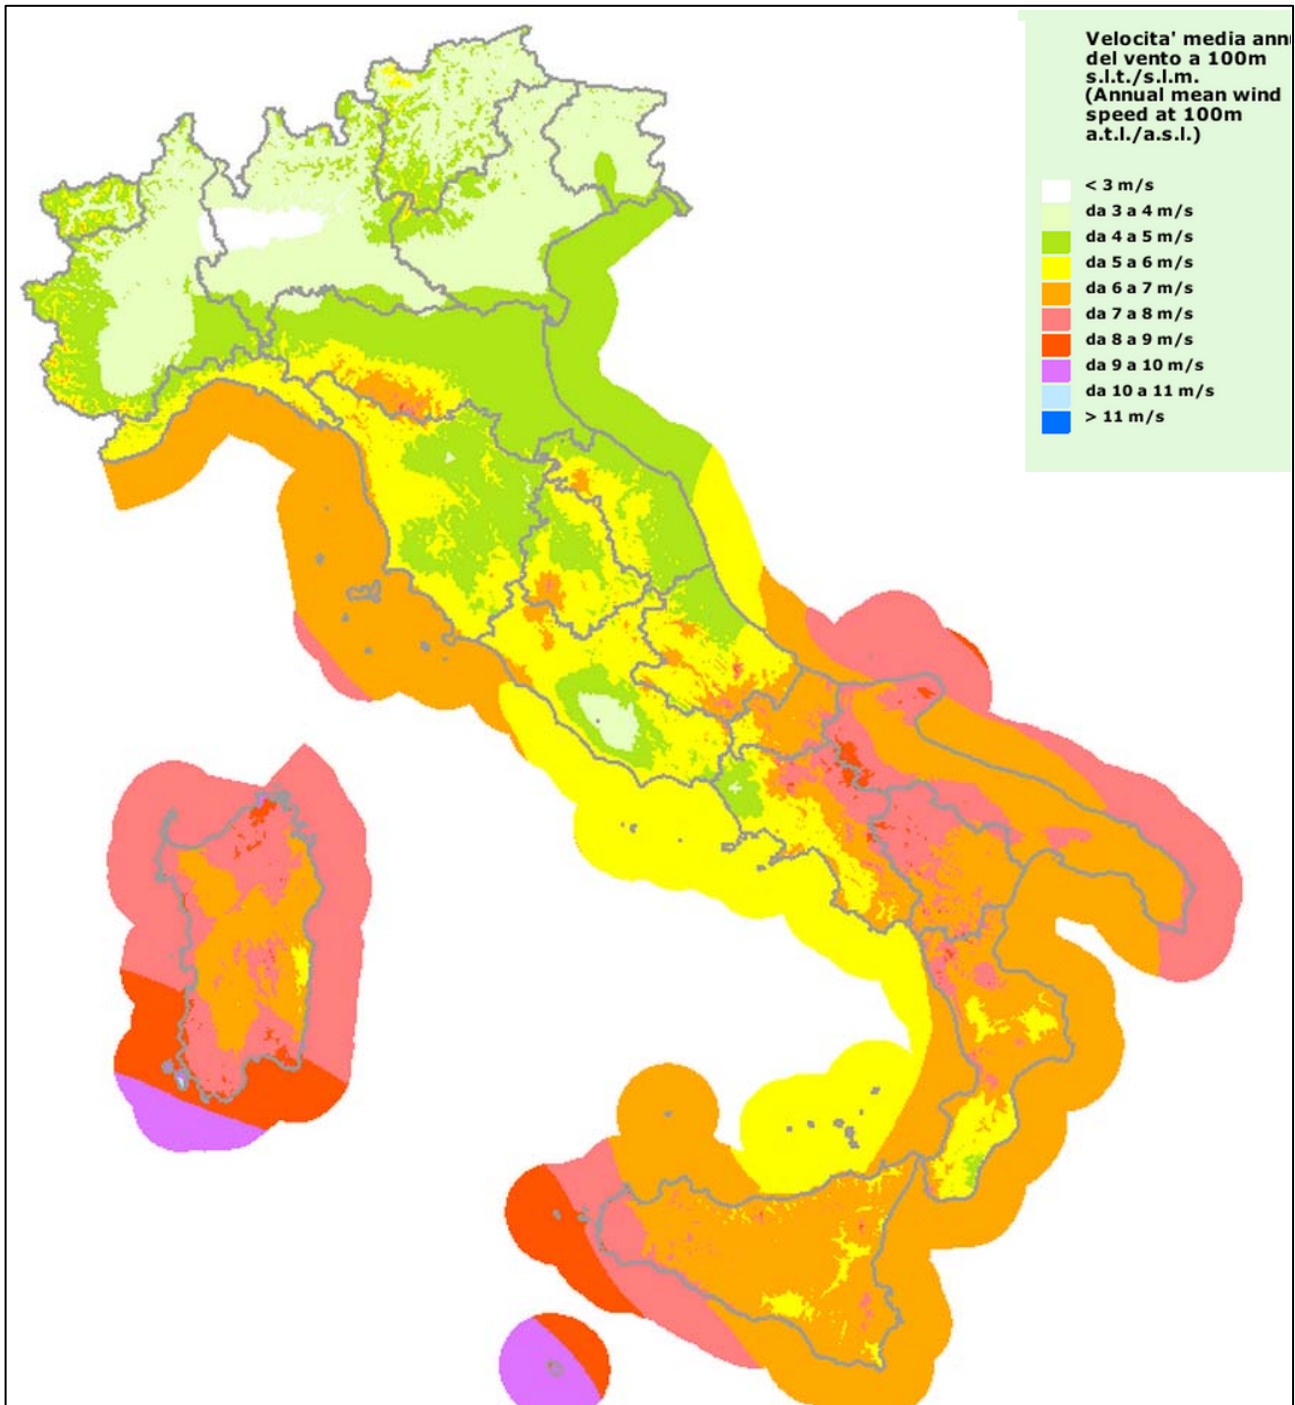 Velocita' media ann
del vento a 100m
s.l.t./s.l.m.
(Annual mean wind
speed at 100m
a.t.l./a.s.l.)
< 3 m/s
da 3 a 4 m/s
da 4 a 5 m/s
da 5 a 6 m/s
da 6 a 7 m/s
da 7 a 8 m/s
da 8 a 9 m/s
da 9 a 10 m/s
da 10 a 11 m/s
> 11 m/s